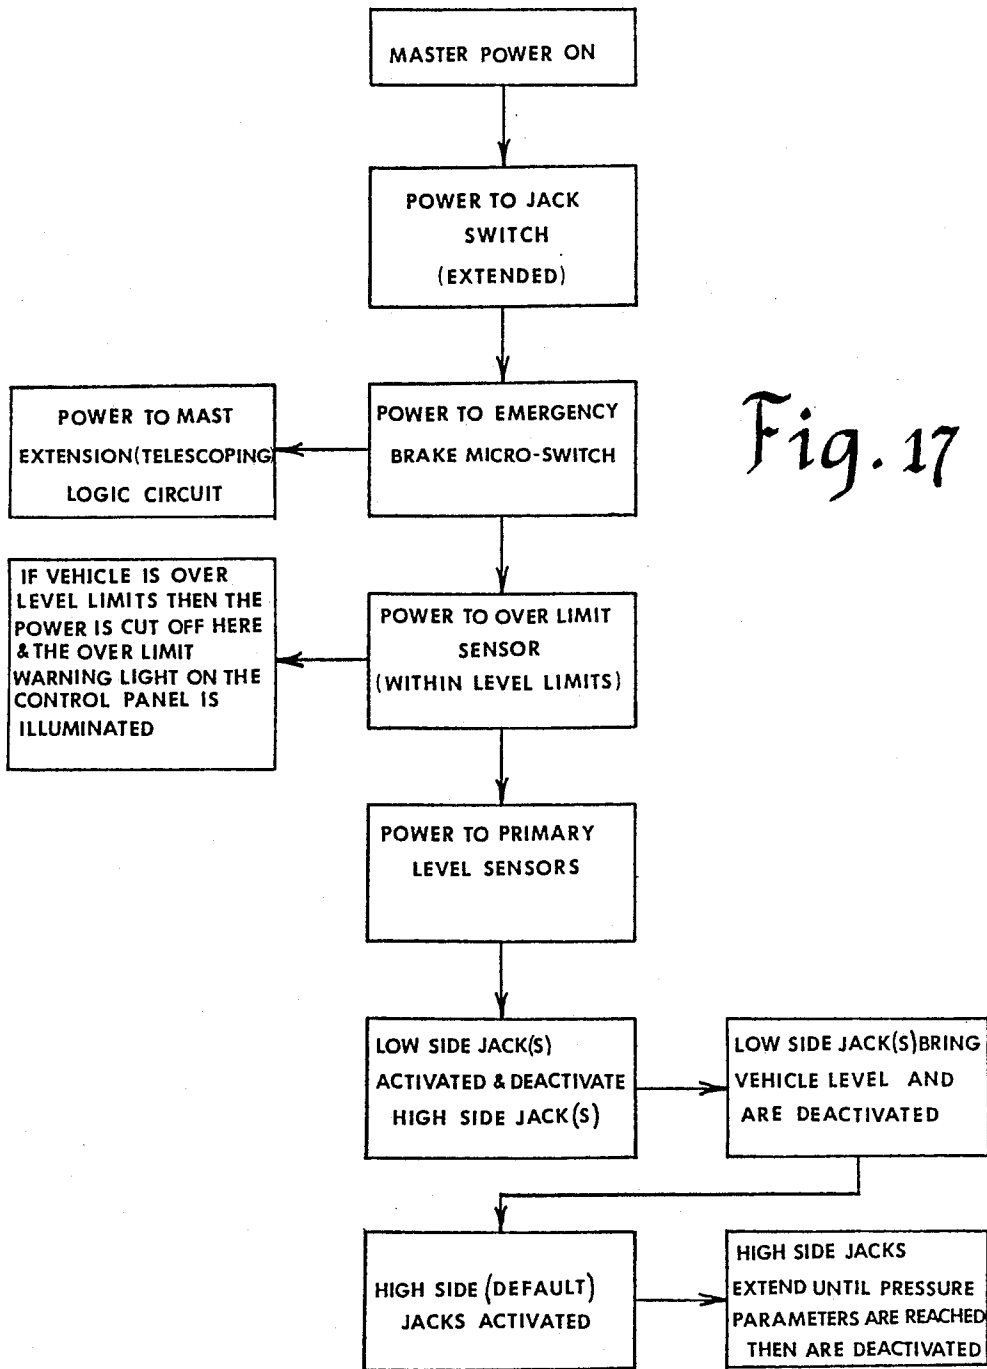 MASTER POWER ON
POWER TO JACK
SWITCH
(EXTENDED)
POWER TO EMERGENCY
BRAKE MICRO-SWITCH
POWER TO MAST
EXTENSION(TELESCOPING)
LOGIC CIRCUIT
Fig. 17
IF VEHICLE IS OVER
LEVEL LIMITS THEN THE
POWER IS CUT OFF HERE
& THE OVER LIMIT
WARNING LIGHT ON THE
CONTROL PANEL IS
ILLUMINATED
POWER TO OVER LIMIT
SENSOR
(WITHIN LEVEL LIMITS)
POWER TO PRIMARY
LEVEL SENSORS
LOW SIDE JACK(S)
ACTIVATED & DEACTIVATE
HIGH SIDE JACK(S)
LOW SIDE JACK(S) BRING
VEHICLE LEVEL AND
ARE DEACTIVATED
HIGH SIDE (DEFAULT)
JACKS ACTIVATED
HIGH SIDE JACKS
EXTEND UNTIL PRESSURE
PARAMETERS ARE REACHED
THEN ARE DEACTIVATED